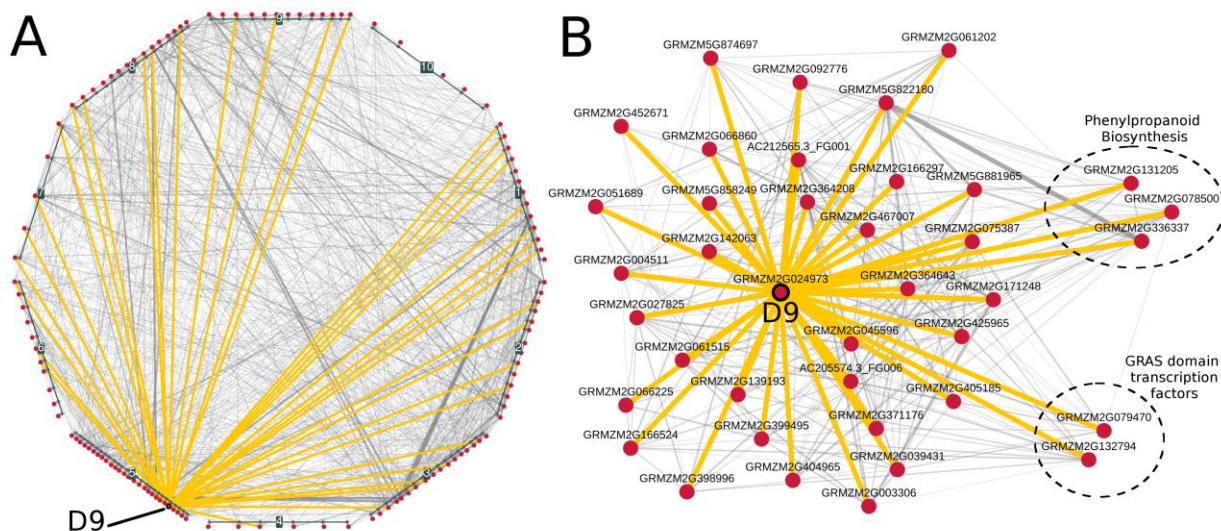 A
9
8
10
7
1
6
2
5
3
4
D9
B
GRMZM5G874697
GRMZM2G061202
GRMZM2G092776
GRMZM5G822180
GRMZM2G452671
Phenylpropanoid
Biosynthesis
GRMZM2G066860
AC212565.3_FG001
GRMZM2G166297
GRMZM2G131205
GRMZM5G881965
GRMZM2G051689
GRMZM5G858249
GRMZM2G364208
GRMZM2G078500
GRMZM2G467007
GRMZM2G336337
GRMZM2G075387
GRMZM2G142063
GRMZM2G004511
GRMZM2G024973
D9
GRMZM2G364643
GRMZM2G171248
GRMZM2G027825
GRMZM2G045596
GRMZM2G425965
GRMZM2G061515
GRAS domain
transcription
factors
AC205574.3_FG006
GRMZM2G139193
GRMZM2G405185
GRMZM2G066225
GRMZM2G079470
GRMZM2G371176
GRMZM2G399495
GRMZM2G166524
GRMZM2G132794
GRMZM2G039431
GRMZM2G404965
GRMZM2G398996
GRMZM2G003306